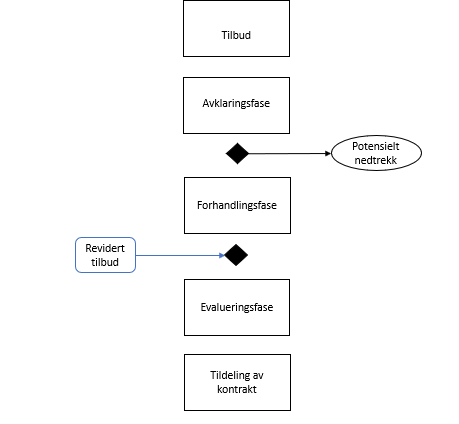 Tilbud
Avklaringsfase
Potensielt
nedtrekk
Forhandlingsfase
Revidert
tilbud
Evalueringsfase
Tildeling av
kontrakt